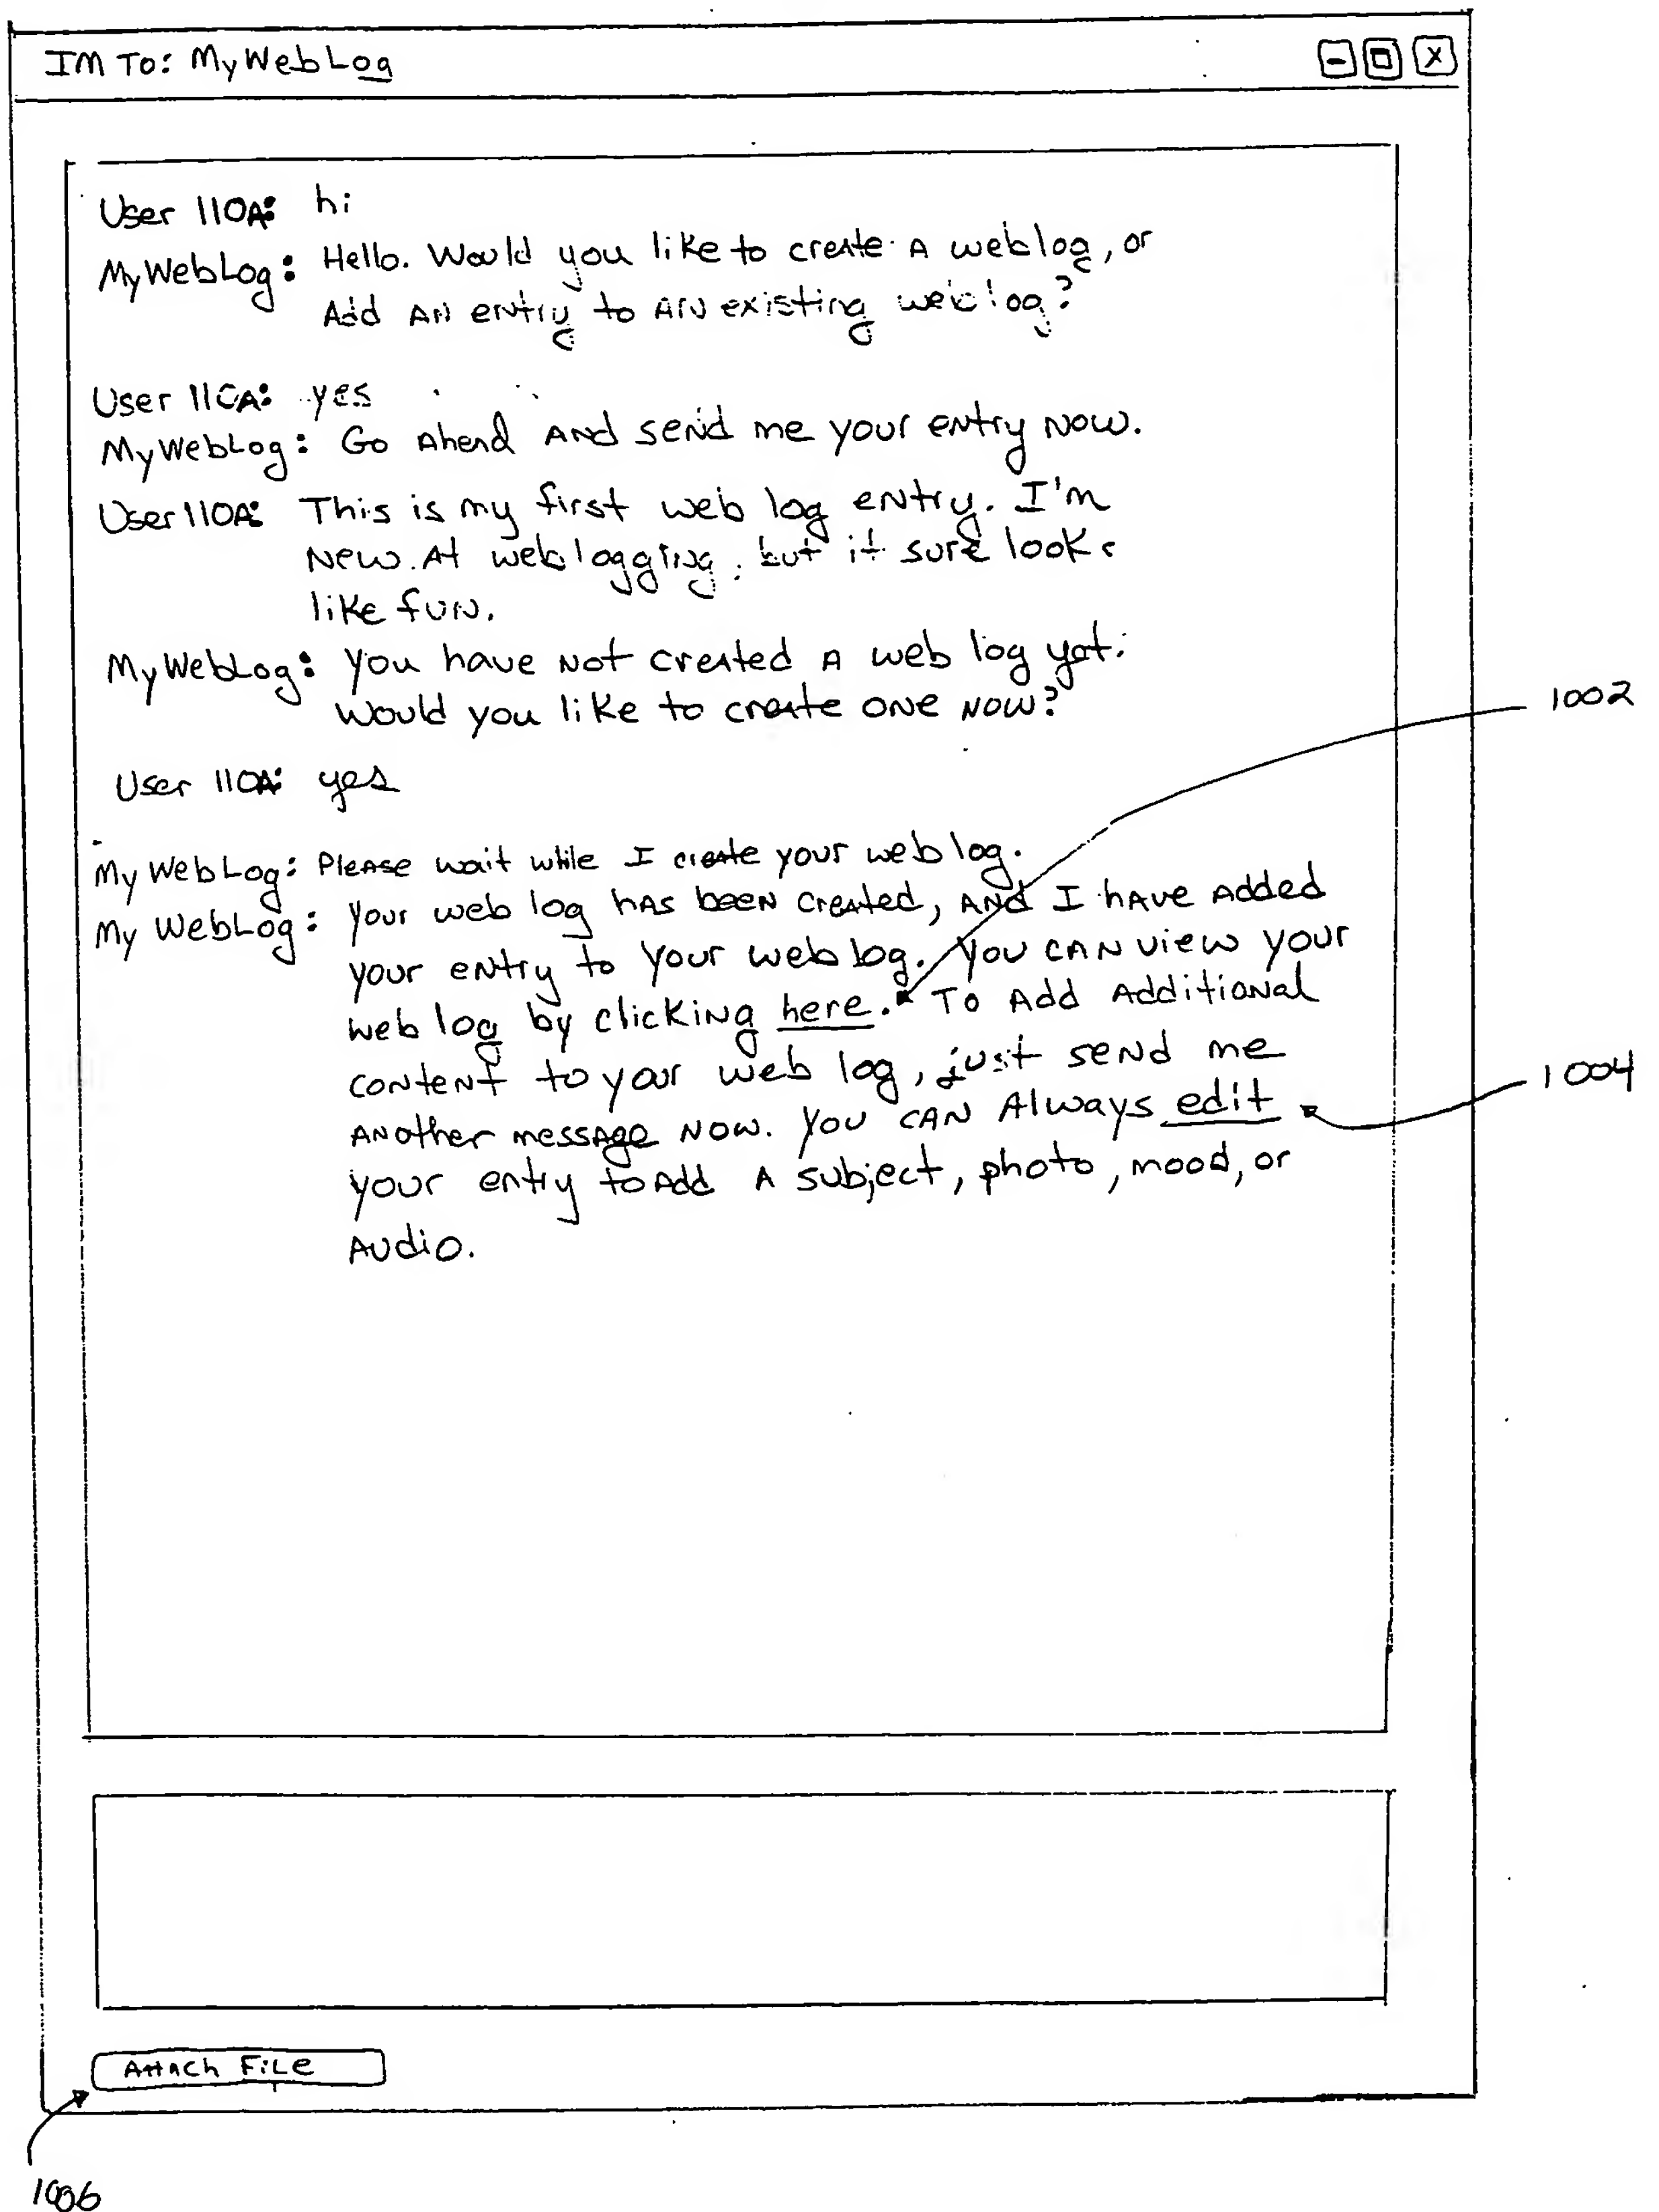 IM To: MyWebLog
User 110A: hi
MyWebLog: Hello. Would you like to create A weblog, or
Add AN entry to AN existing weblog?
User 110A: yes
MyWebLog: Go Ahead AND send me your entry NOW.
User 110A: This is my first web log entry. I'm
New At weblogging, but it sure looks
like fun.
MyWebLog: You have Not created A web log yet.
Would you like to create ONE NOW?
1002
User 110A: yes
My WebLog: Please wait while I create your web log.
My WebLog: Your web log has been created, AND I have Added
your entry to your web log. You CAN view your
web log by clicking here. To Add Additional
content to your web log, just send me
1004
Another message NOW. You CAN Always edit
your entry to Add A subject, photo, mood, or
Audio.
Attach File
1006